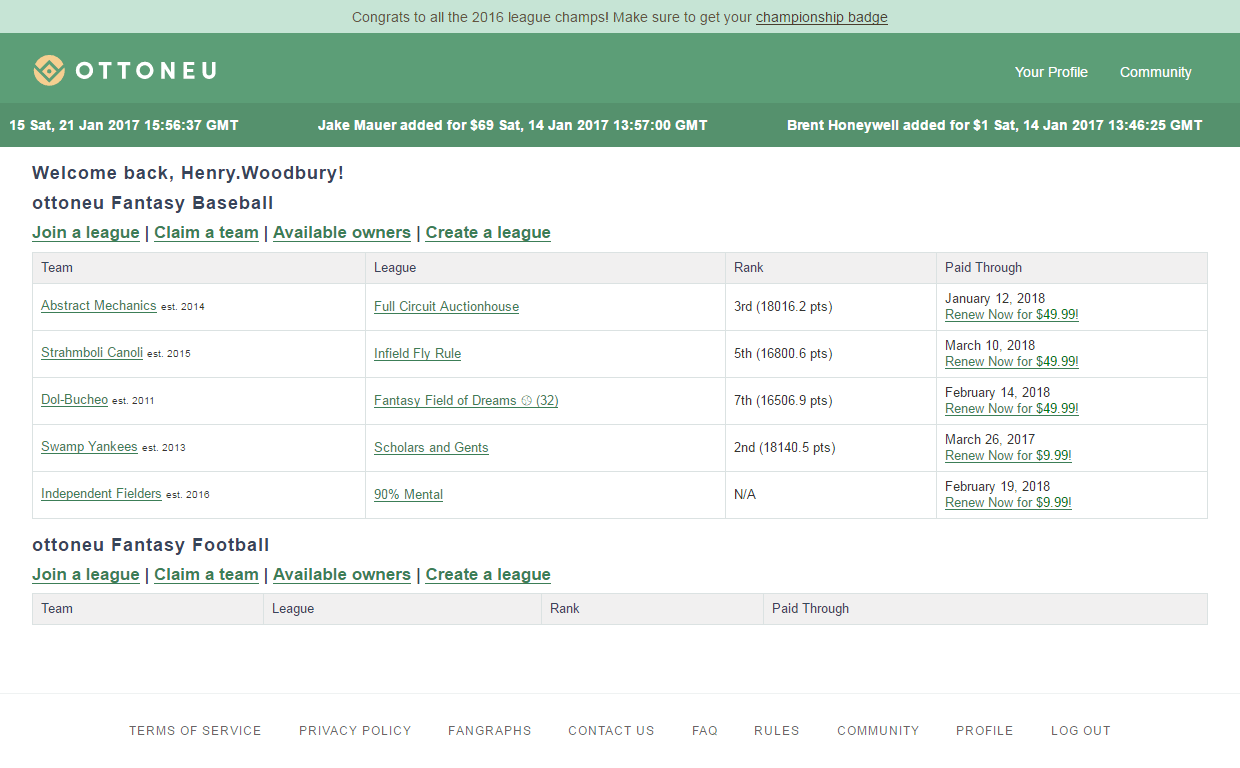 Congrats to all the 2016 league champs! Make sure to get your championship badge
OTTONEU
Your Profile Community
15 Sat, 21 Jan 2017 15:56:37 GMT Jake Mauer added for $69 Sat, 14 Jan 2017 13:57:00 GMT Brent Honeywell added for $1 Sat, 14 Jan 2017 13:46:25 GMT
Welcome back, Henry.Woodbury!
ottoneu Fantasy Baseball
Join a league | Claim a team | Available owners | Create a league
Team League Rank Paid Through
Abstract Mechanics est. 2014 Full Circuit Auctionhouse 3rd (18016.2 pts) January 12, 2018
Renew Now for $49.99!
Strahmboli Canoli est. 2015 Infield Fly Rule 5th (16800.6 pts) March 10, 2018
Renew Now for $49.99!
Dol-Bucheo est. 2011 Fantasy Field of Dreams (32) 7th (16506.9 pts) February 14, 2018
Renew Now for $49.99!
Swamp Yankees est. 2013 Scholars and Gents 2nd (18140.5 pts) March 26, 2017
Renew Now for $9.99!
Independent Fielders est. 2016 90% Mental N/A February 19, 2018
Renew Now for $9.99!
ottoneu Fantasy Football
Join a league | Claim a team | Available owners | Create a league
Team League Rank Paid Through
TERMS OF SERVICE PRIVACY POLICY FANGRAPHS CONTACT US FAQ RULES COMMUNITY PROFILE LOG OUT